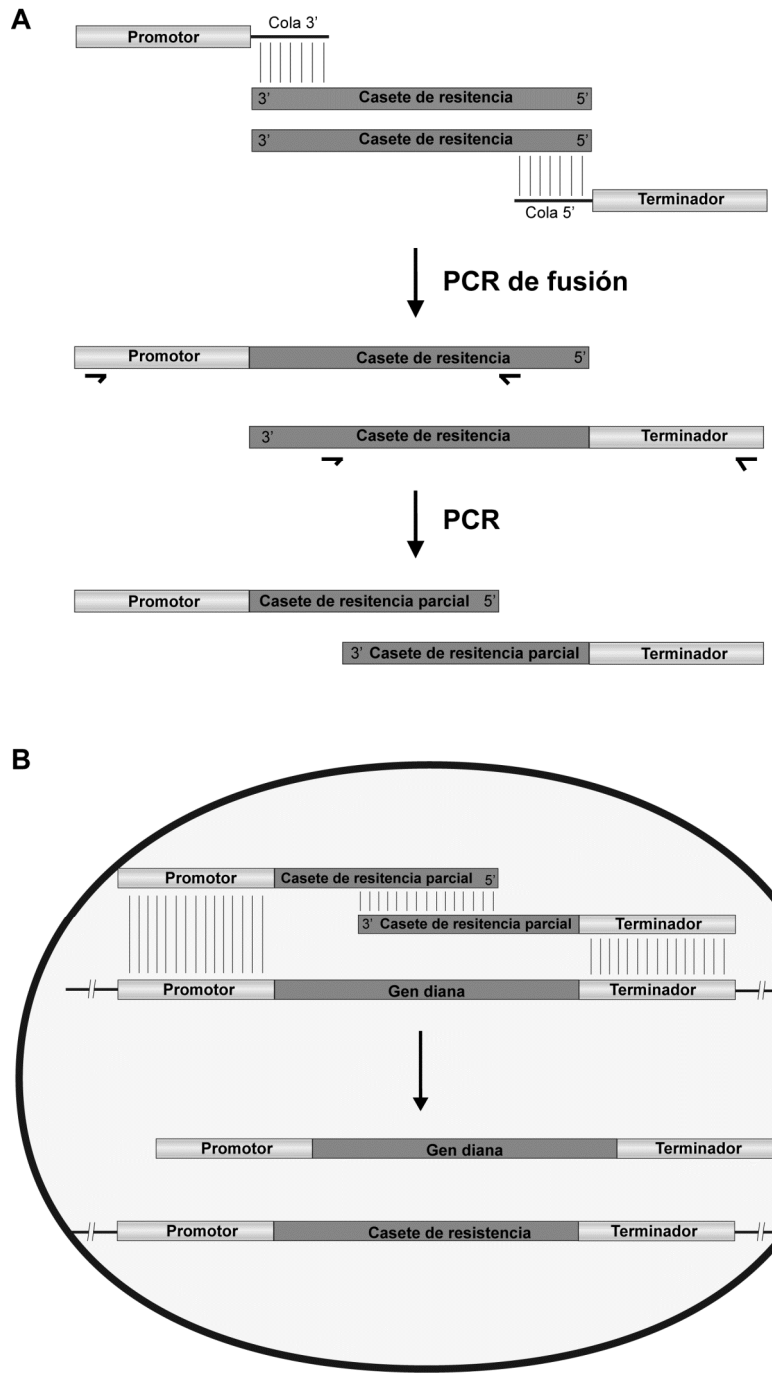 A
Promotor
Cola 3’
3’ Casete de resitencia 5’
3’ Casete de resitencia 5’
Cola 5’
Terminador
PCR de fusión
Promotor Casete de resitencia 5’
3’ Casete de resitencia Terminador
PCR
Promotor Casete de resitencia parcial 5’
3’ Casete de resitencia parcial Terminador
B
Promotor Casete de resitencia parcial 5’
3’ Casete de resitencia parcial Terminador
Promotor Gen diana Terminador
Promotor Gen diana Terminador
Promotor Casete de resistencia Terminador